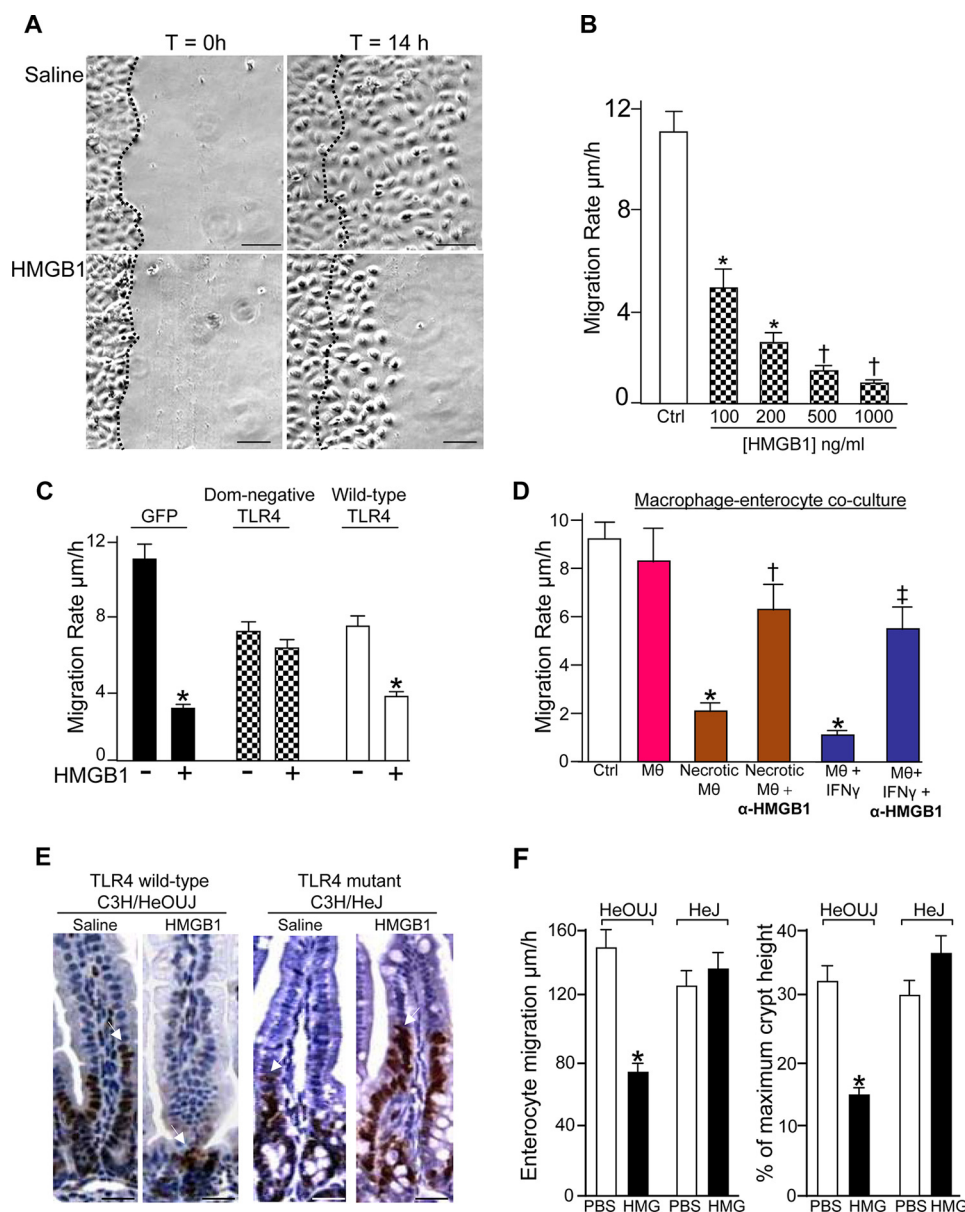 A
T = 0h
T = 14 h
Saline
HMGB1
B
Migration Rate µm/h
12
8
4
0
Ctrl
100
200
500
1000
[HMGB1] ng/ml
*
*
†
†
C
GFP
Dom-negative
TLR4
Wild-type
TLR4
Migration Rate µm/h
12
8
4
0
*
*
HMGB1
- + - + - +
D
Macrophage-enterocyte co-culture
Migration Rate µm/h
10
8
6
4
2
0
*
†
*
‡
Ctrl
Mθ
Necrotic
Mθ
Necrotic
Mθ +
α-HMGB1
Mθ +
IFNγ
Mθ+
IFNγ +
α-HMGB1
E
TLR4 wild-type
C3H/HeOUJ
TLR4 mutant
C3H/HeJ
Saline
HMGB1
Saline
HMGB1
F
HeOUJ
HeJ
Enterocyte migration µm/h
160
120
80
40
0
*
PBS HMG PBS HMG
HeOUJ
HeJ
% of maximum crypt height
40
30
20
10
0
*
PBS HMG PBS HMG